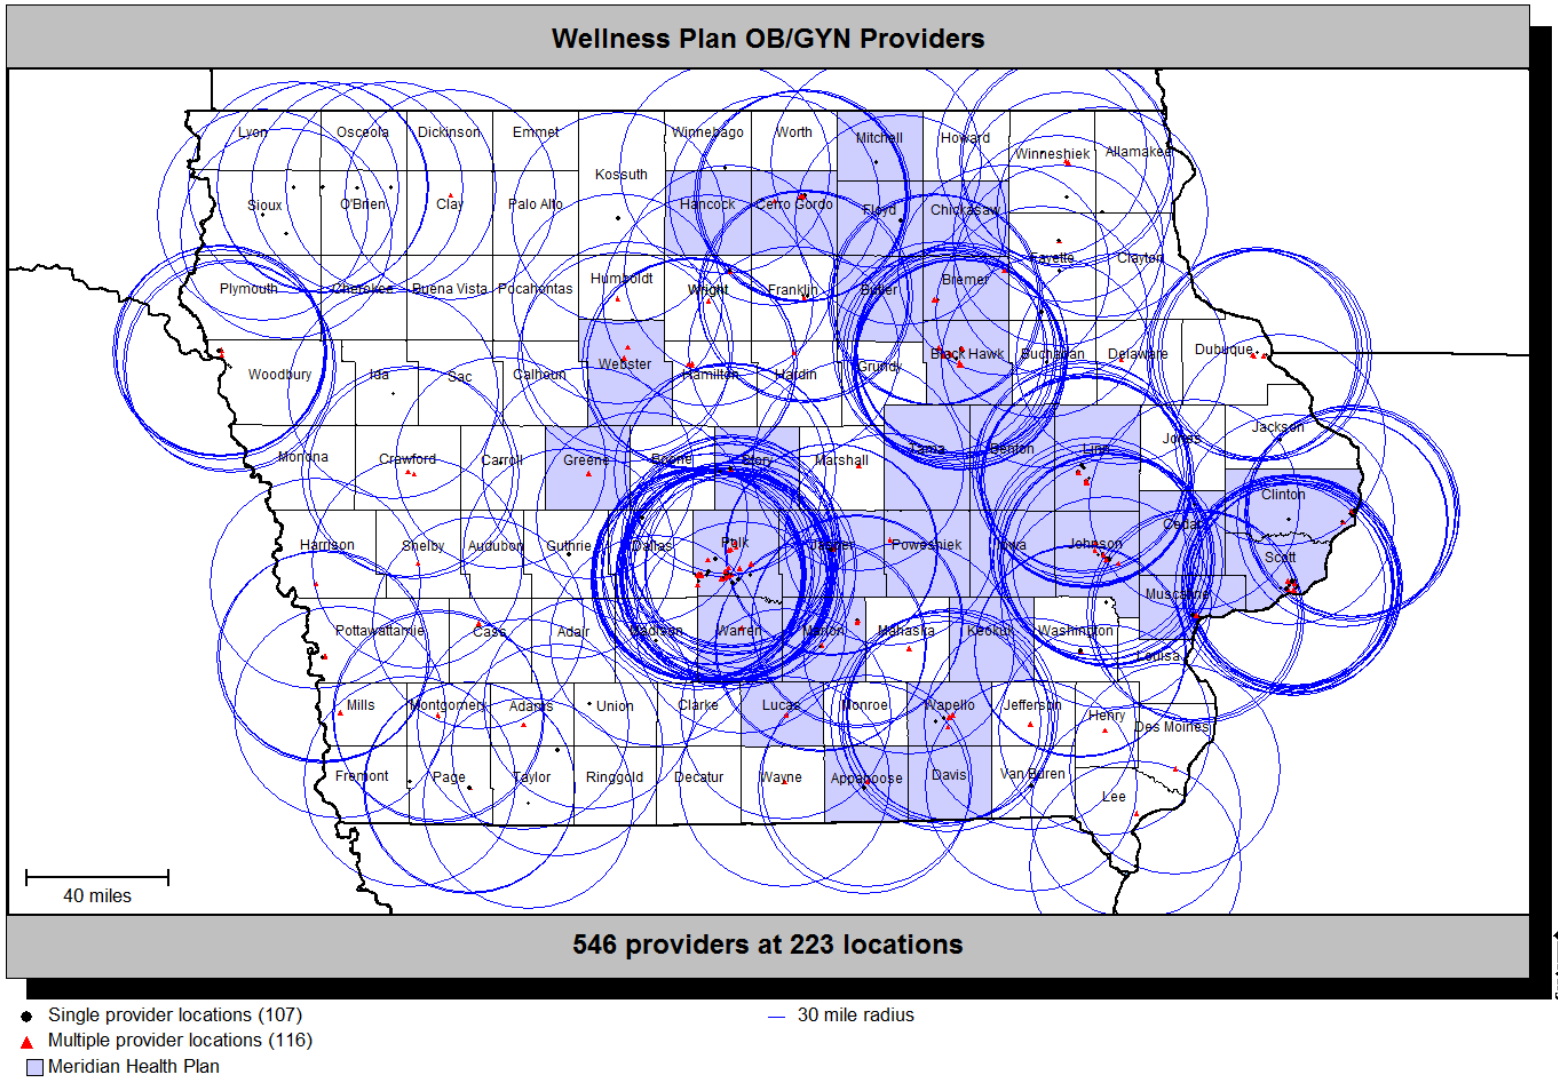 Wellness Plan OB/GYN Providers
Lyon Osceola Dickinson Emmet Winnebago Worth Mitchell Howard Winneshiek Allamakee
Kossuth
Sioux O'Brien Clay Palo Alto Hancock Cerro Gordo Floyd Chickasaw
Fayette Clayton
Plymouth Cherokee Buena Vista Pocahontas Humboldt Wright Franklin Butler Bremer
Woodbury Ida Sac Calhoun Webster Hamilton Hardin Grundy Black Hawk Buchanan Delaware Dubuque
Monona Crawford Carroll Greene Boone Story Marshall Tama Benton Linn Jones Jackson
Clinton
Cedar
Harrison Shelby Audubon Guthrie Dallas Polk Jasper Poweshiek Iowa Johnson Scott
Muscatine
Pottawattamie Cass Adair Madison Warren Marion Mahaska Keokuk Washington
Louisa
Mills Montgomery Adams Union Clarke Lucas Monroe Wapello Jefferson Henry Des Moines
Fremont Page Taylor Ringgold Decatur Wayne Appanoose Davis Van Buren
Lee
40 miles
546 providers at 223 locations
Single provider locations (107) 30 mile radius
Multiple provider locations (116)
Meridian Health Plan